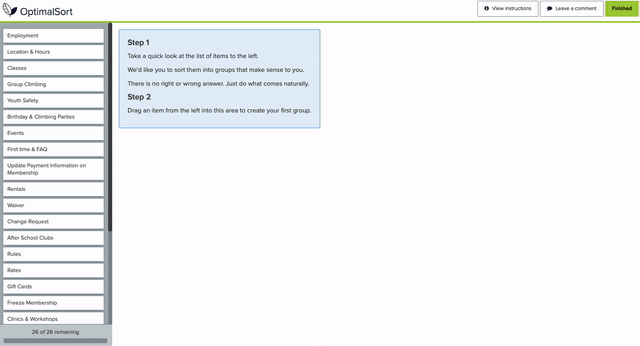 OptimalSort
View instructions
Leave a comment
Finished
Employment
Location & Hours
Classes
Group Climbing
Youth Safety
Birthday & Climbing Parties
Events
First time & FAQ
Update Payment Information on
Membership
Rentals
Waiver
Change Request
After School Clubs
Rules
Rates
Gift Cards
Freeze Membership
Clinics & Workshops
26 of 26 remaining
Step 1
Take a quick look at the list of items to the left.
We'd like you to sort them into groups that make sense to you.
There is no right or wrong answer. Just do what comes naturally.
Step 2
Drag an item from the left into this area to create your first group.